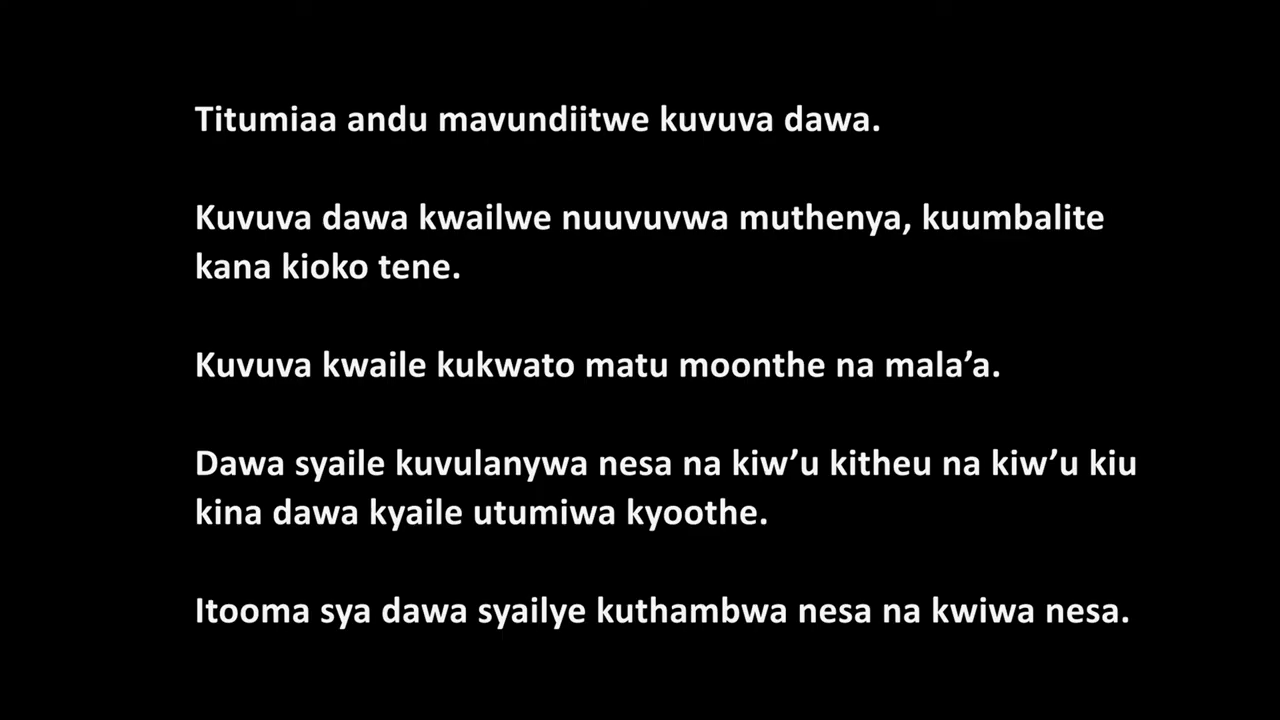 Titumiaa andu mavundiitwe kuvuva dawa.
Kuvuva dawa kwailwe nuuvuvwa muthenya, kuumbalite
kana kioko tene.
Kuvuva kwaile kukwato matu moonthe na mala’a.
Dawa syaile kuvulanywa nesa na kiw’u kitheu na kiw’u kiu
kina dawa kyaile utumiwa kyoothe.
Itooma sya dawa syailye kuthambwa nesa na kwiwa nesa.